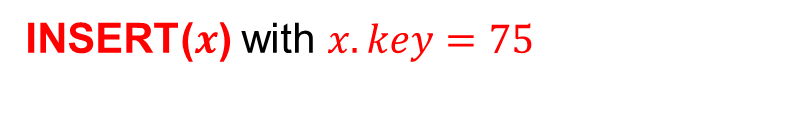 INSERT(x) with x. key = 75